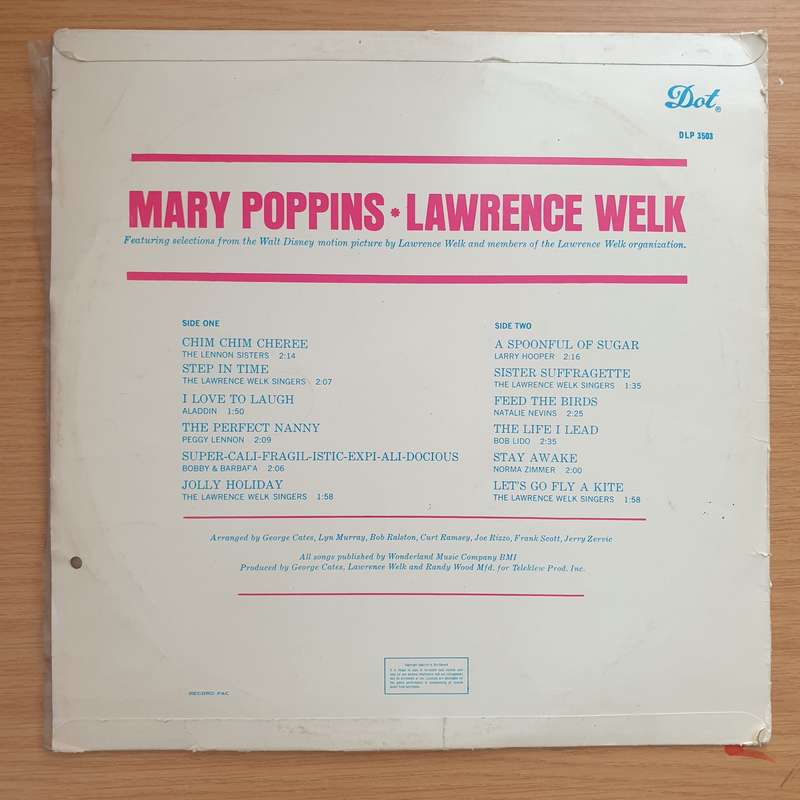 Dot®
DLP 3503
MARY POPPINS * LAWRENCE WELK
Featuring selections from the Walt Disney motion picture by Lawrence Welk and members of the Lawrence Welk organization.
SIDE ONE
CHIM CHIM CHEREE
THE LENNON SISTERS 2:14
STEP IN TIME
THE LAWRENCE WELK SINGERS 2:07
I LOVE TO LAUGH
ALADDIN 1:50
THE PERFECT NANNY
PEGGY LENNON 2:09
SUPER-CALI-FRAGIL-ISTIC-EXPI-ALI-DOCIOUS
BOBBY & BARBARA 2:06
JOLLY HOLIDAY
THE LAWRENCE WELK SINGERS 1:58
SIDE TWO
A SPOONFUL OF SUGAR
LARRY HOOPER 2:16
SISTER SUFFRAGETTE
THE LAWRENCE WELK SINGERS 1:35
FEED THE BIRDS
NATALIE NEVINS 2:25
THE LIFE I LEAD
BOB LIDO 2:35
STAY AWAKE
NORMA ZIMMER 2:00
LET'S GO FLY A KITE
THE LAWRENCE WELK SINGERS 1:58
Arranged by George Cates, Lyn Murray, Bob Ralston, Curt Ramsey, Joe Rizzo, Frank Scott, Jerry Zervic
All songs published by Wonderland Music Company BMI
Produced by George Cates, Lawrence Welk and Randy Wood Mfd. for Teleklew Prod. Inc.
RECORD PAC